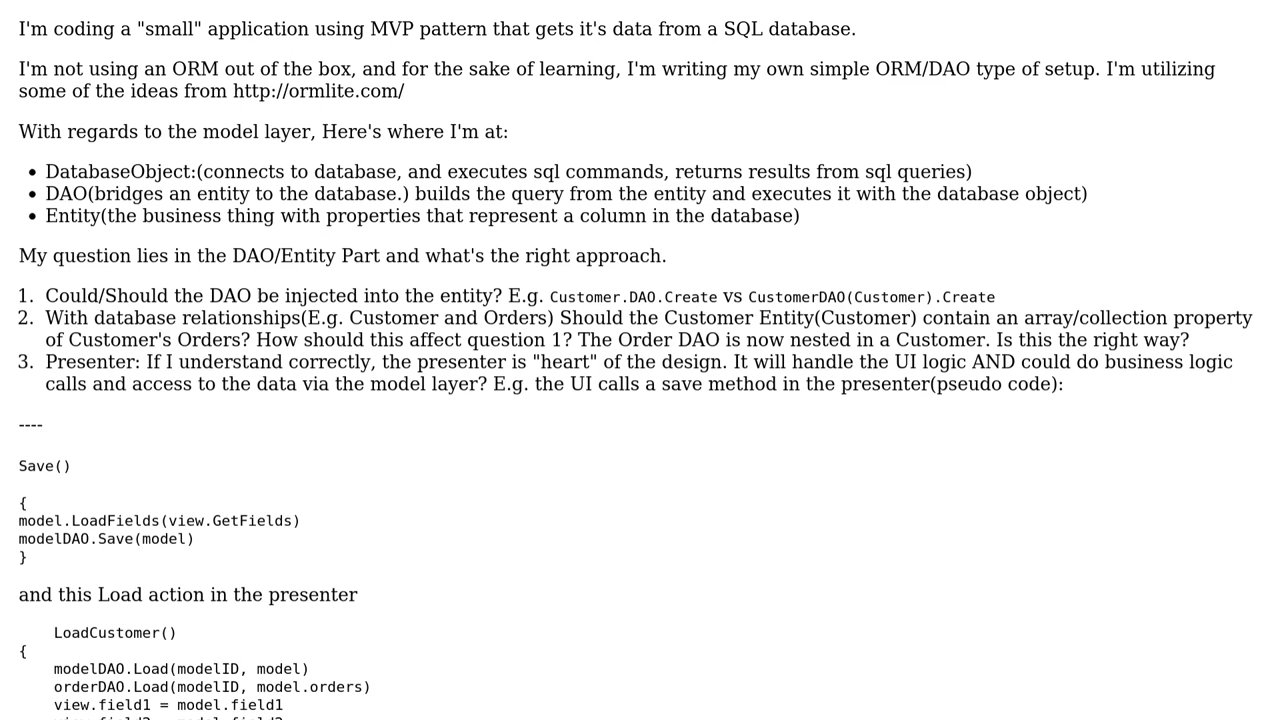 I'm coding a "small" application using MVP pattern that gets it's data from a SQL database.
I'm not using an ORM out of the box, and for the sake of learning, I'm writing my own simple ORM/DAO type of setup. I'm utilizing
some of the ideas from http://ormlite.com/
With regards to the model layer, Here's where I'm at:
• DatabaseObject:(connects to database, and executes sql commands, returns results from sql queries)
• DAO(bridges an entity to the database.) builds the query from the entity and executes it with the database object)
• Entity(the business thing with properties that represent a column in the database)
My question lies in the DAO/Entity Part and what's the right approach.
1. Could/Should the DAO be injected into the entity? E.g. Customer.DAO.Create vs CustomerDAO(Customer).Create
2. With database relationships(E.g. Customer and Orders) Should the Customer Entity(Customer) contain an array/collection property
of Customer's Orders? How should this affect question 1? The Order DAO is now nested in a Customer. Is this the right way?
3. Presenter: If I understand correctly, the presenter is "heart" of the design. It will handle the UI logic AND could do business logic
calls and access to the data via the model layer? E.g. the UI calls a save method in the presenter(pseudo code):
----
Save()
{
model.LoadFields(view.GetFields)
modelDAO.Save(model)
}
and this Load action in the presenter
LoadCustomer()
{
modelDAO.Load(modelID, model)
orderDAO.Load(modelID, model.orders)
view.field1 = model.field1